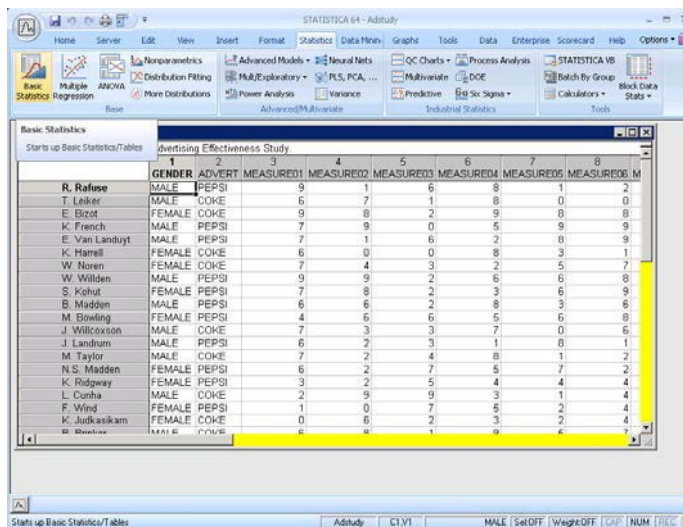 STATISTICA 64 - Adstudy
Home Server Edit View Insert Format Statistics Data Mining Graphs Tools Data Enterprise Scorecard Help Options
Basic Statistics
Multiple Regression
ANOVA
Nonparametrics
Distribution Fitting
More Distributions
Base
Advanced Models
Mult/Exploratory
Power Analysis
Neural Nets
PLS, PCA, ...
Variance
Advanced/Multivariate
QC Charts
Multivariate
Predictive
Process Analysis
DOE
Six Sigma
Industrial Statistics
STATISTICA VB
Batch By Group
Calculators
Block Data Stats
Tools
Basic Statistics
Starts up Basic Statistics/Tables
Advertising Effectiveness Study.
1 2 3 4 5 6 7 8
GENDER ADVERT MEASURE01 MEASURE02 MEASURE03 MEASURE04 MEASURE05 MEASURE06 M
R. Rafuse MALE PEPSI 9 1 6 8 1 2
T. Leiker MALE COKE 6 7 1 8 0 0
E. Bizot FEMALE COKE 9 8 2 9 8 8
K. French MALE PEPSI 7 9 0 5 9 9
E. Van Landuyt MALE PEPSI 7 1 6 2 8 9
K. Harrell FEMALE COKE 6 0 0 8 3 1
W. Noren FEMALE COKE 7 4 3 2 5 7
W. Willden MALE PEPSI 9 9 2 6 6 8
S. Kohut FEMALE PEPSI 7 8 2 3 6 9
B. Madden MALE PEPSI 6 6 2 8 3 6
M. Bowling FEMALE PEPSI 4 6 6 5 6 8
J. Willcoxson MALE COKE 7 3 3 7 0 6
J. Landrum MALE PEPSI 6 2 3 1 8 1
M. Taylor MALE COKE 7 2 4 8 1 2
N.S. Madden FEMALE PEPSI 6 2 7 5 7 2
K. Ridgway FEMALE PEPSI 3 2 5 4 4 4
L. Cunha MALE COKE 2 9 9 3 1 4
F. Wind FEMALE PEPSI 1 0 7 5 2 4
K. Judkasikarn FEMALE COKE 0 6 2 3 2 4
Starts up Basic Statistics/Tables Adstudy C1,V1 MALE Sel:OFF Weight:OFF CAP NUM REC